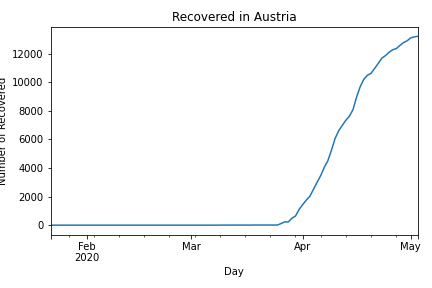 Recovered in Austria
Number of Recovered
12000
10000
8000
6000
4000
2000
0
Feb
2020
Mar
Apr
May
Day